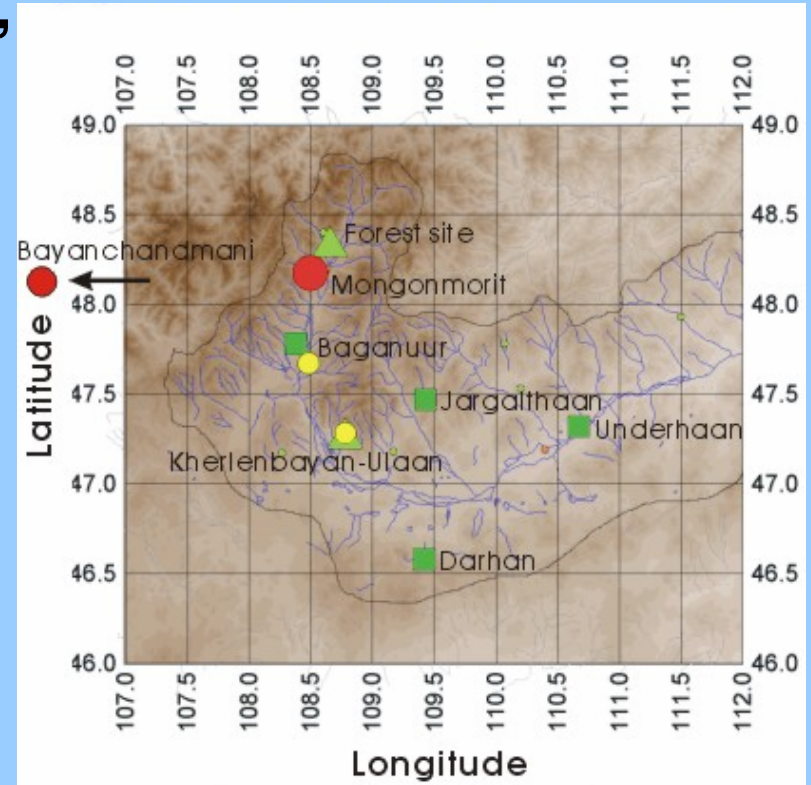 ,
107.0 107.5 108.0 108.5 109.0 109.5 110.0 110.5 111.0 111.5 112.0
49.0 49.0
48.5 48.5
Forest site
Bayanchandmani
Mongonmorit
48.0 48.0
Baganuur
47.5 47.5
Jargalthaan
Underhaan
Kherlenbayan-Ulaan
47.0 47.0
Darhan
46.5 46.5
46.0 46.0
Latitude
107.0 107.5 108.0 108.5 109.0 109.5 110.0 110.5 111.0 111.5 112.0
Longitude